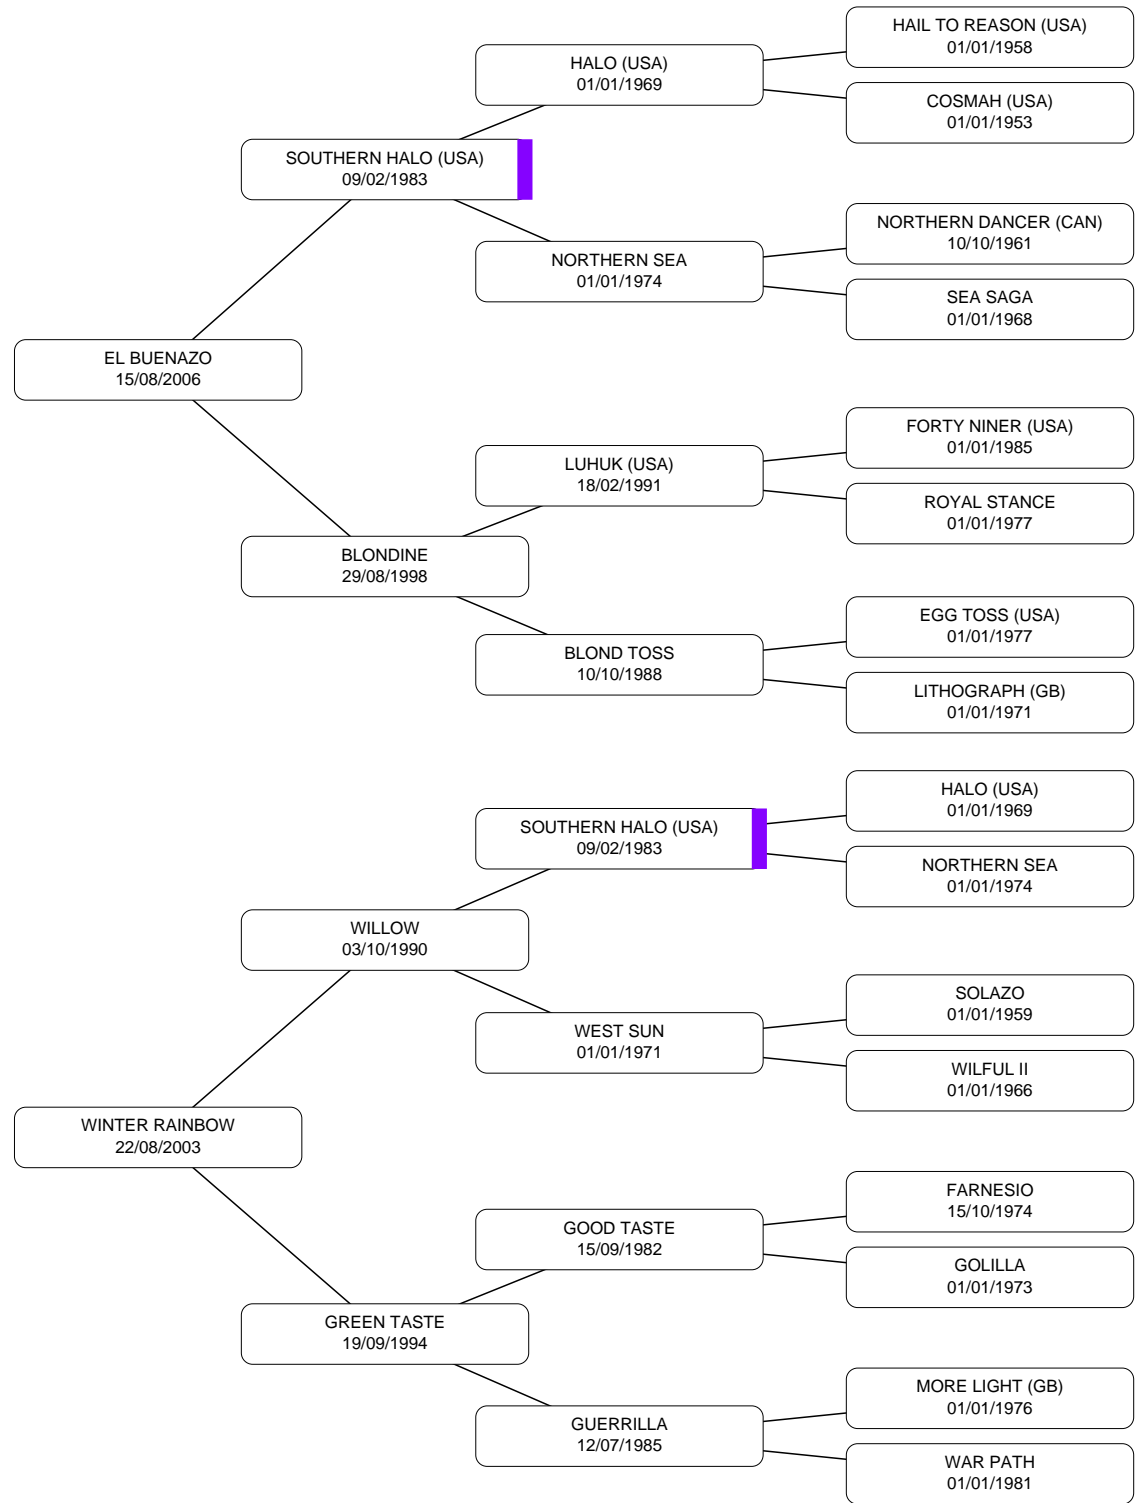 HAIL TO REASON (USA)
01/01/1958
HALO (USA)
01/01/1969
COSMAH (USA)
01/01/1953
SOUTHERN HALO (USA)
09/02/1983
NORTHERN DANCER (CAN)
10/10/1961
NORTHERN SEA
01/01/1974
SEA SAGA
01/01/1968
EL BUENAZO
15/08/2006
FORTY NINER (USA)
01/01/1985
LUHUK (USA)
18/02/1991
ROYAL STANCE
01/01/1977
BLONDINE
29/08/1998
EGG TOSS (USA)
01/01/1977
BLOND TOSS
10/10/1988
LITHOGRAPH (GB)
01/01/1971
HALO (USA)
01/01/1969
SOUTHERN HALO (USA)
09/02/1983
NORTHERN SEA
01/01/1974
WILLOW
03/10/1990
SOLAZO
01/01/1959
WEST SUN
01/01/1971
WILFUL II
01/01/1966
WINTER RAINBOW
22/08/2003
FARNESIO
15/10/1974
GOOD TASTE
15/09/1982
GOLILLA
01/01/1973
GREEN TASTE
19/09/1994
MORE LIGHT (GB)
01/01/1976
GUERRILLA
12/07/1985
WAR PATH
01/01/1981